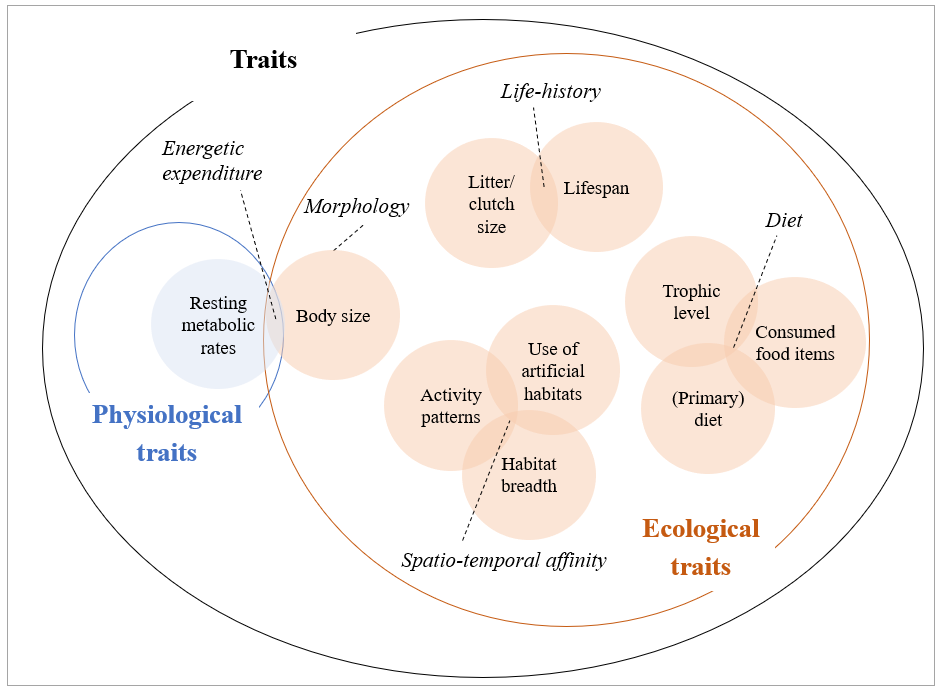 Traits
Life-history
Energetic
expenditure
Litter/
clutch
size
Lifespan
Morphology
Diet
Resting
metabolic
rates
Body size
Trophic
level
Consumed
food items
Use of
artificial
habitats
Activity
patterns
(Primary)
diet
Physiological
traits
Habitat
breadth
Ecological
traits
Spatio-temporal affinity